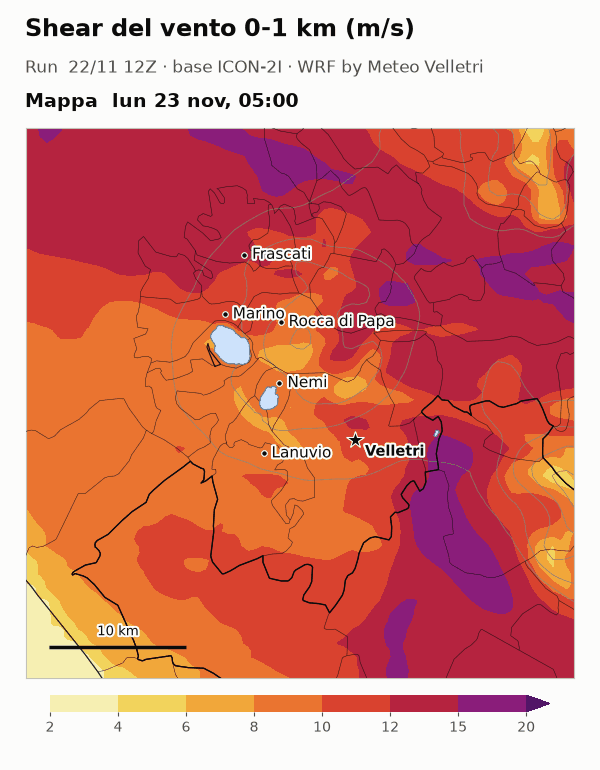 Shear del vento 0-1 km (m/s)
Run  22/11 12Z · base ICON-2I · WRF by Meteo Velletri
Mappa  lun 23 nov, 05:00
Frascati
Marino
Rocca di Papa
Nemi
Velletri
Lanuvio
10 km
2 4 6 8 10 12 15 20